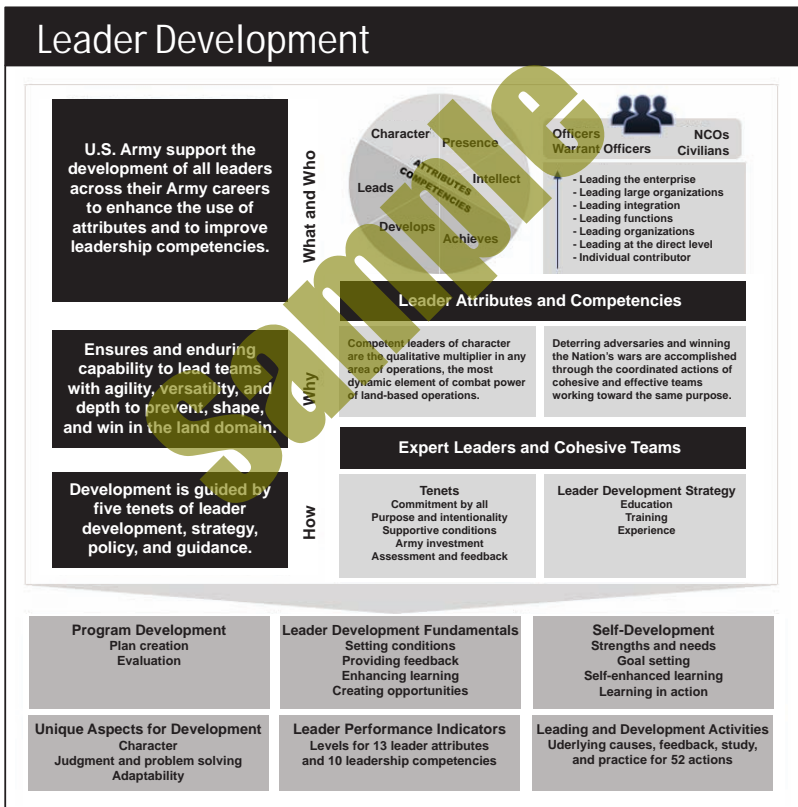 Leader Development
U.S. Army support the
development of all leaders
across their Army careers
to enhance the use of
attributes and to improve
leadership competencies.
What and Who
Character
Presence
ATTRIBUTES
COMPETENCIES
Intellect
Leads
Develops
Achieves
Officers NCOs
Warrant Officers Civilians
- Leading the enterprise
- Leading large organizations
- Leading integration
- Leading functions
- Leading organizations
- Leading at the direct level
- Individual contributor
Leader Attributes and Competencies
Ensures and enduring
capability to lead teams
with agility, versatility, and
depth to prevent, shape,
and win in the land domain.
Why
Competent leaders of character
are the qualitative multiplier in any
area of operations, the most
dynamic element of combat power
of land-based operations.
Deterring adversaries and winning
the Nation's wars are accomplished
through the coordinated actions of
cohesive and effective teams
working toward the same purpose.
Expert Leaders and Cohesive Teams
Development is guided by
five tenets of leader
development, strategy,
policy, and guidance.
How
Tenets
Commitment by all
Purpose and intentionality
Supportive conditions
Army investment
Assessment and feedback
Leader Development Strategy
Education
Training
Experience
Program Development
Plan creation
Evaluation
Leader Development Fundamentals
Setting conditions
Providing feedback
Enhancing learning
Creating opportunities
Self-Development
Strengths and needs
Goal setting
Self-enhanced learning
Learning in action
Unique Aspects for Development
Character
Judgment and problem solving
Adaptability
Leader Performance Indicators
Levels for 13 leader attributes
and 10 leadership competencies
Leading and Development Activities
Uderlying causes, feedback, study,
and practice for 52 actions
Sample